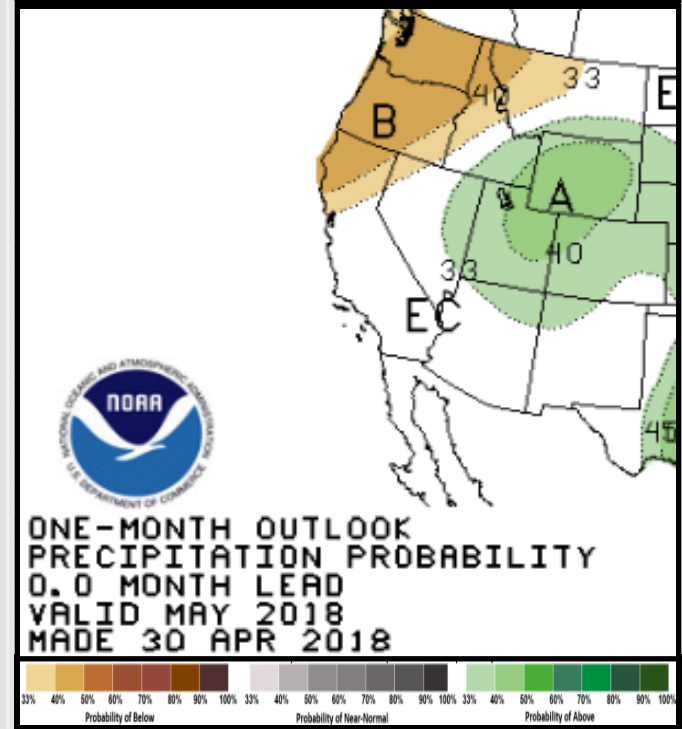 33
E
40
B
A
40
33
EC
45
NATIONAL OCEANIC AND ATMOSPHERIC ADMINISTRATION
NOAA
U.S. DEPARTMENT OF COMMERCE
ONE-MONTH OUTLOOK
PRECIPITATION PROBABILITY
0.0 MONTH LEAD
VALID MAY 2018
MADE 30 APR 2018
33% 40% 50% 60% 70% 80% 90% 100% 33% 40% 50% 60% 70% 80% 90% 100% 33% 40% 50% 60% 70% 80% 90% 100%
Probability of Below Probability of Near-Normal Probability of Above